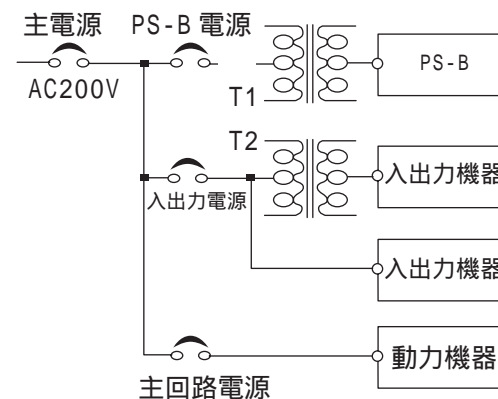 主電源 PS-B 電源
AC200V
T1
PS-B
T2
入出力電源
入出力機器
入出力機器
主回路電源
動力機器